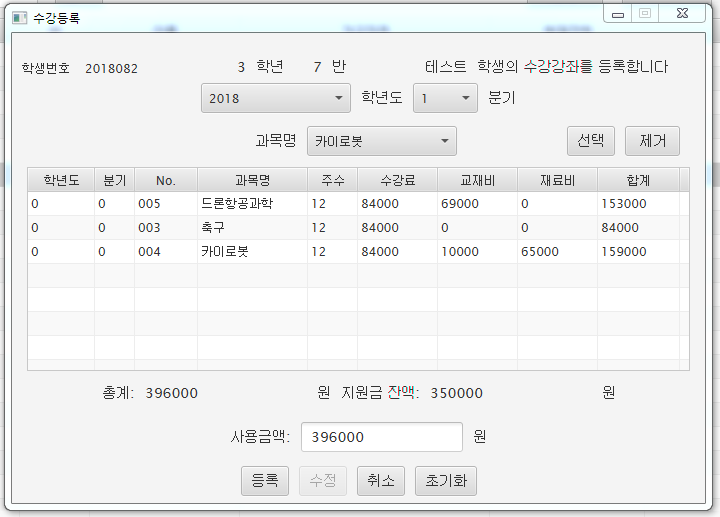 수강등록
학생번호 2018082 3 학년 7 반 테스트 학생의 수강강좌를 등록합니다
2018 학년도 1 분기
과목명 카이로봇 선택 제거
학년도 분기 No. 과목명 주수 수강료 교재비 재료비 합계
0 0 005 드론항공과학 12 84000 69000 0 153000
0 0 003 축구 12 84000 0 0 84000
0 0 004 카이로봇 12 84000 10000 65000 159000
총계: 396000 원 지원금 잔액: 350000 원
사용금액: 396000 원
등록 수정 취소 초기화